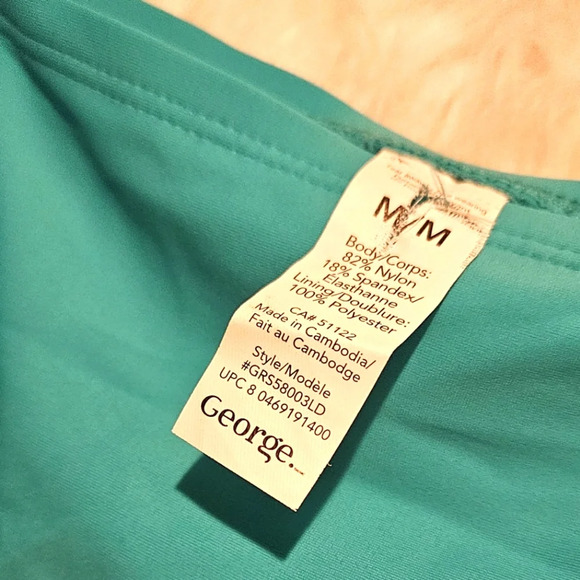 M/M
Body/Corps:
82% Nylon
18% Spandex/
Élasthanne
Lining/Doublure:
100% Polyester
CA# 51122
Made in Cambodia/
Fait au Cambodge
Style/Modèle
#GRS58003LD
UPC 8 0469191400
George.